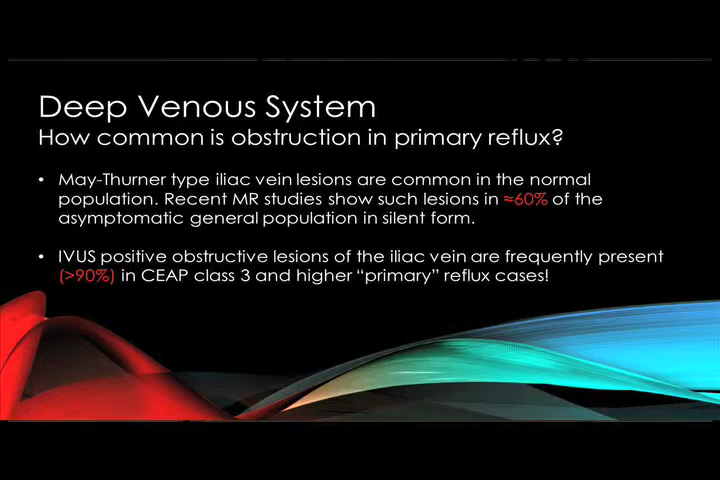 Deep Venous System
How common is obstruction in primary reflux?
• May-Thurner type iliac vein lesions are common in the normal
population. Recent MR studies show such lesions in ≈60% of the
asymptomatic general population in silent form.
• IVUS positive obstructive lesions of the iliac vein are frequently present
(>90%) in CEAP class 3 and higher “primary” reflux cases!